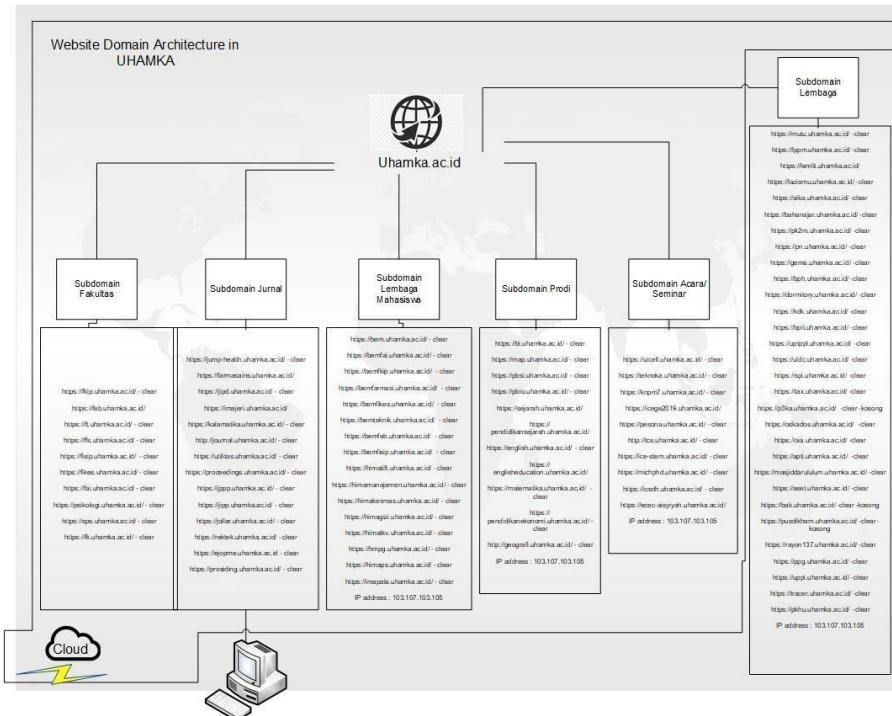 Website Domain Architecture in
UHAMKA
Uhamka.ac.id
Subdomain
Fakultas
https://fkip.uhamka.ac.id/ - clear
https://feb.uhamka.ac.id/
https://ft.uhamka.ac.id/ - clear
https://ffs.uhamka.ac.id/ - clear
https://fisip.uhamka.ac.id/ - clear
https://fikes.uhamka.ac.id/ - clear
https://fai.uhamka.ac.id/ - clear
https://psikologi.uhamka.ac.id/ - clear
https://sps.uhamka.ac.id/ - clear
https://fk.uhamka.ac.id/ - clear
Subdomain Jurnal
https://jump-health.uhamka.ac.id/ - clear
https://farmasains.uhamka.ac.id/
https://jipd.uhamka.ac.id/ - clear
https://imajeri.uhamka.ac.id/
https://kalamatika.uhamka.ac.id/ - clear
http://journal.uhamka.ac.id/ - clear
https://utilitas.uhamka.ac.id/ - clear
https://proceedings.uhamka.ac.id/ - clear
https://jppp.uhamka.ac.id/ - clear
https://jipp.uhamka.ac.id/ - clear
https://jollar.uhamka.ac.id/ - clear
https://rektek.uhamka.ac.id/ - clear
https://ejopme.uhamka.ac.id - clear
https://prosiding.uhamka.ac.id/ - clear
Subdomain
Lembaga
Mahasiswa
https://bem.uhamka.ac.id/ - clear
https://bemfai.uhamka.ac.id/ - clear
https://bemfkip.uhamka.ac.id/ - clear
https://bemfarmasi.uhamka.ac.id/ - clear
https://bemfikes.uhamka.ac.id/ - clear
https://bemteknik.uhamka.ac.id/ - clear
https://bemfeb.uhamka.ac.id/ - clear
https://bemfisip.uhamka.ac.id/ - clear
https://himatift.uhamka.ac.id/ - clear
https://himamanajemen.uhamka.ac.id/ - clear
https://himakesmas.uhamka.ac.id/ - clear
https://himagizi.uhamka.ac.id/ - clear
https://himatkv.uhamka.ac.id/ - clear
https://hmpg.uhamka.ac.id/ - clear
https://himaps.uhamka.ac.id/ - clear
https://imapala.uhamka.ac.id/ - clear
IP address : 103.107.103.105
Subdomain Prodi
https://bi.uhamka.ac.id/ - clear
https://map.uhamka.ac.id/ - clear
https://pbsi.uhamka.ac.id/ - clear
https://pbio.uhamka.ac.id/ - clear
https://sejarah.uhamka.ac.id/
https://
pendidikansejarah.uhamka.ac.id/
https://english.uhamka.ac.id/ - clear
https://
englisheducation.uhamka.ac.id/
https://matematika.uhamka.ac.id/ -
clear
https://
pendidikanekonomi.uhamka.ac.id/ -
clear
http://geografi.uhamka.ac.id/ - clear
IP address : 103.107.103.105
Subdomain Acara/
Seminar
https://uicell.uhamka.ac.id/ - clear
https://teknoka.uhamka.ac.id/ - clear
https://knpm7.uhamka.ac.id/ - clear
https://icege2019.uhamka.ac.id/ - clear
https://pesona.uhamka.ac.id/ - clear
http://ics.uhamka.ac.id/ - clear
https://ice-stem.uhamka.ac.id/ - clear
https://michphd.uhamka.ac.id/ - clear
https://icsdh.uhamka.ac.id/ - clear
https://ecec-aisyiyah.uhamka.ac.id/
IP address : 103.107.103.105
Subdomain
Lembaga
https://mutu.uhamka.ac.id/ -clear
https://lppm.uhamka.ac.id/ -clear
https://lemlit.uhamka.ac.id/
https://lazismu.uhamka.ac.id/ -clear
https://aika.uhamka.ac.id/ -clear
https://bahanajar.uhamka.ac.id/ -clear
https://pk2m.uhamka.ac.id/ -clear
https://pn.uhamka.ac.id/ -clear
https://gema.uhamka.ac.id/ -clear
https://bph.uhamka.ac.id/ -clear
https://dormitory.uhamka.ac.id/ -clear
https://kdk.uhamka.ac.id/ -clear
https://bpit.uhamka.ac.id/ -clear
https://uptppl.uhamka.ac.id/ -clear
https://uldc.uhamka.ac.id/ -clear
https://spi.uhamka.ac.id/ -clear
https://tax.uhamka.ac.id/ -clear
https://p3ka.uhamka.ac.id/ -clear -kosong
https://askados.uhamka.ac.id/ -clear
https://oia.uhamka.ac.id/ -clear
https://apti.uhamka.ac.id/ -clear
https://masjiddarululum.uhamka.ac.id/ -clear
https://aset.uhamka.ac.id/ -clear
https://bak.uhamka.ac.id/ -clear -kosong
https://pusdikham.uhamka.ac.id/ -clear -
kosong
https://rayon137.uhamka.ac.id/ -clear
https://ppg.uhamka.ac.id/ -clear
https://uppi.uhamka.ac.id/ -clear
https://tracer.uhamka.ac.id/ -clear
https://pkhu.uhamka.ac.id/ -clear
IP address : 103.107.103.105
Cloud